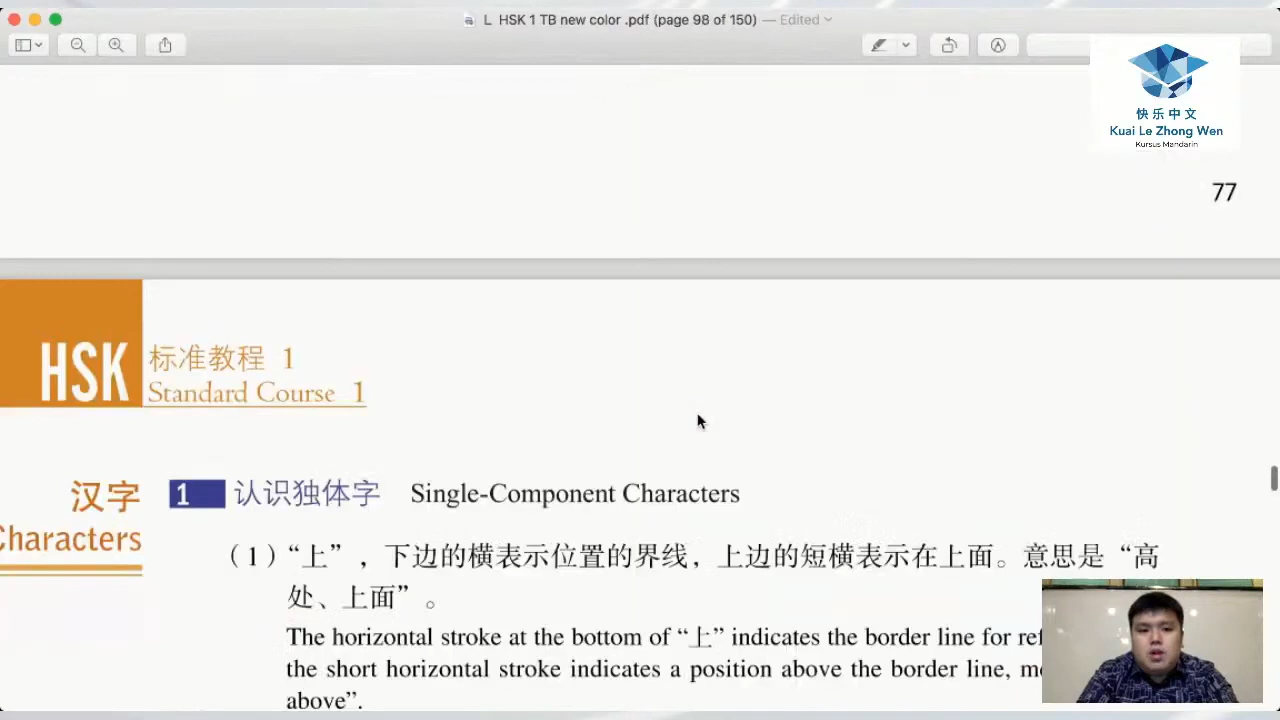 L HSK 1 TB new color .pdf (page 98 of 150) — Edited
快乐中文
Kuai Le Zhong Wen
Kursus Mandarin
77
HSK
标准教程 1
Standard Course 1
汉字
Characters
1 认识独体字 Single-Component Characters
（1）“上”，下边的横表示位置的界线，上边的短横表示在上面。意思是“高
处、上面”。
The horizontal stroke at the bottom of “上” indicates the border line for
the short horizontal stroke indicates a position above the border line,
above”.